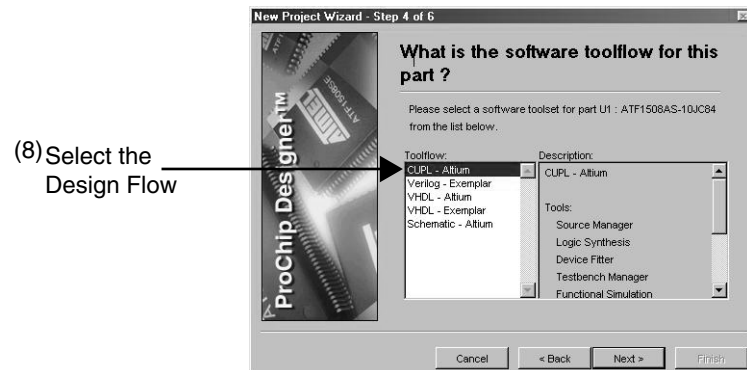 New Project Wizard - Step 4 of 6
What is the software toolflow for this
part ?
Please select a software toolset for part U1 : ATF1508AS-10JC84
from the list below.
(8) Select the
Design Flow
Toolflow:
CUPL - Altium
Verilog - Exemplar
VHDL - Altium
VHDL - Exemplar
Schematic - Altium
Description:
CUPL - Altium
Tools:
Source Manager
Logic Synthesis
Device Fitter
Testbench Manager
Functional Simulation
ProChip Designer™
ATMEL
ATF1508E
Cancel
< Back
Next >
Finish